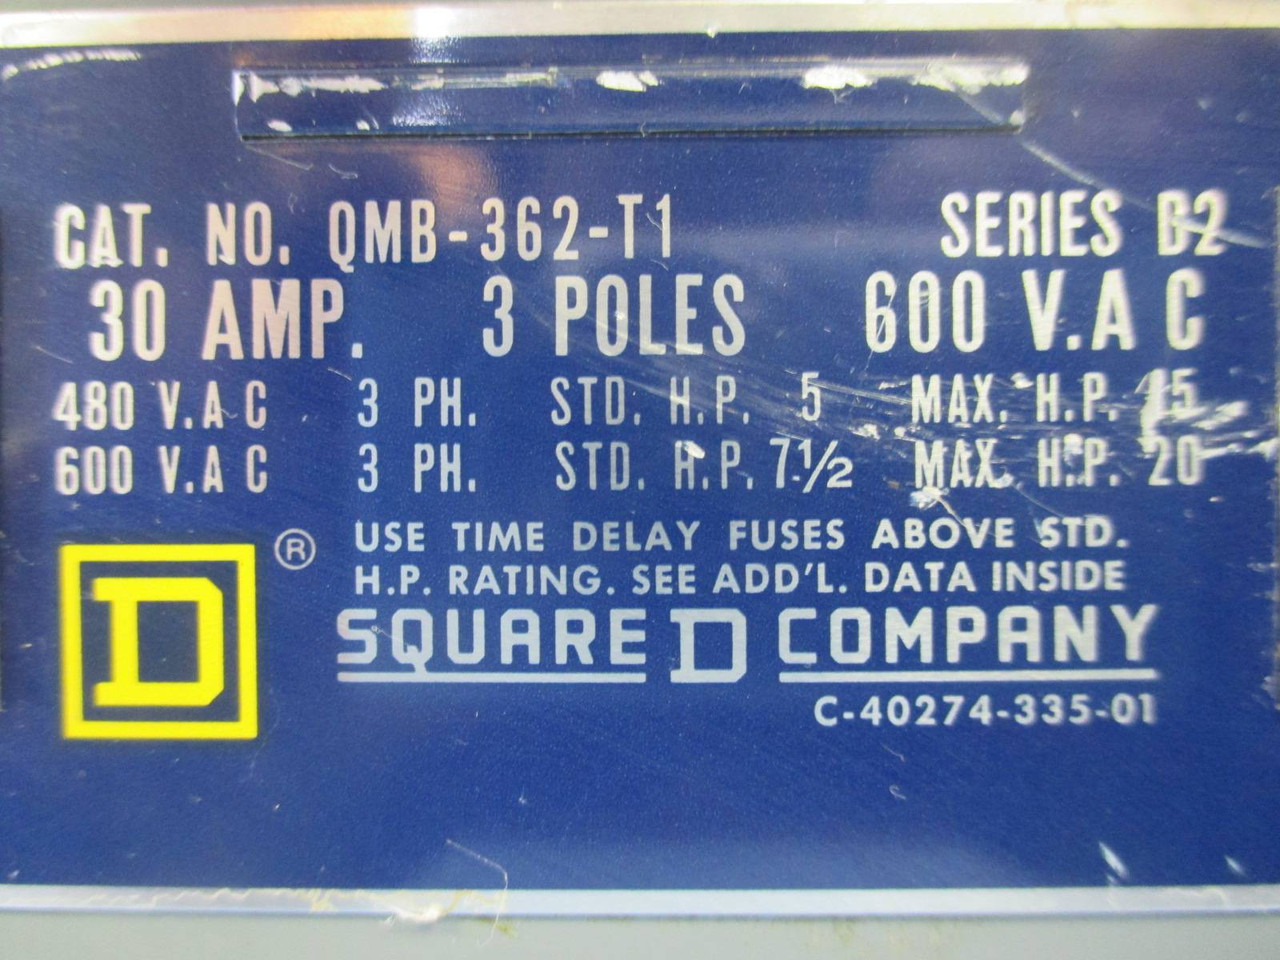 CAT. NO. QMB-362-T1 SERIES B2
30 AMP. 3 POLES 600 V.A C
480 V.A C 3 PH. STD. H.P. 5 MAX. H.P. 15
600 V.A C 3 PH. STD. H.P. 7½ MAX. H.P. 20
USE TIME DELAY FUSES ABOVE STD.
H.P. RATING. SEE ADD'L. DATA INSIDE
D ®
SQUARE D COMPANY
C-40274-335-01